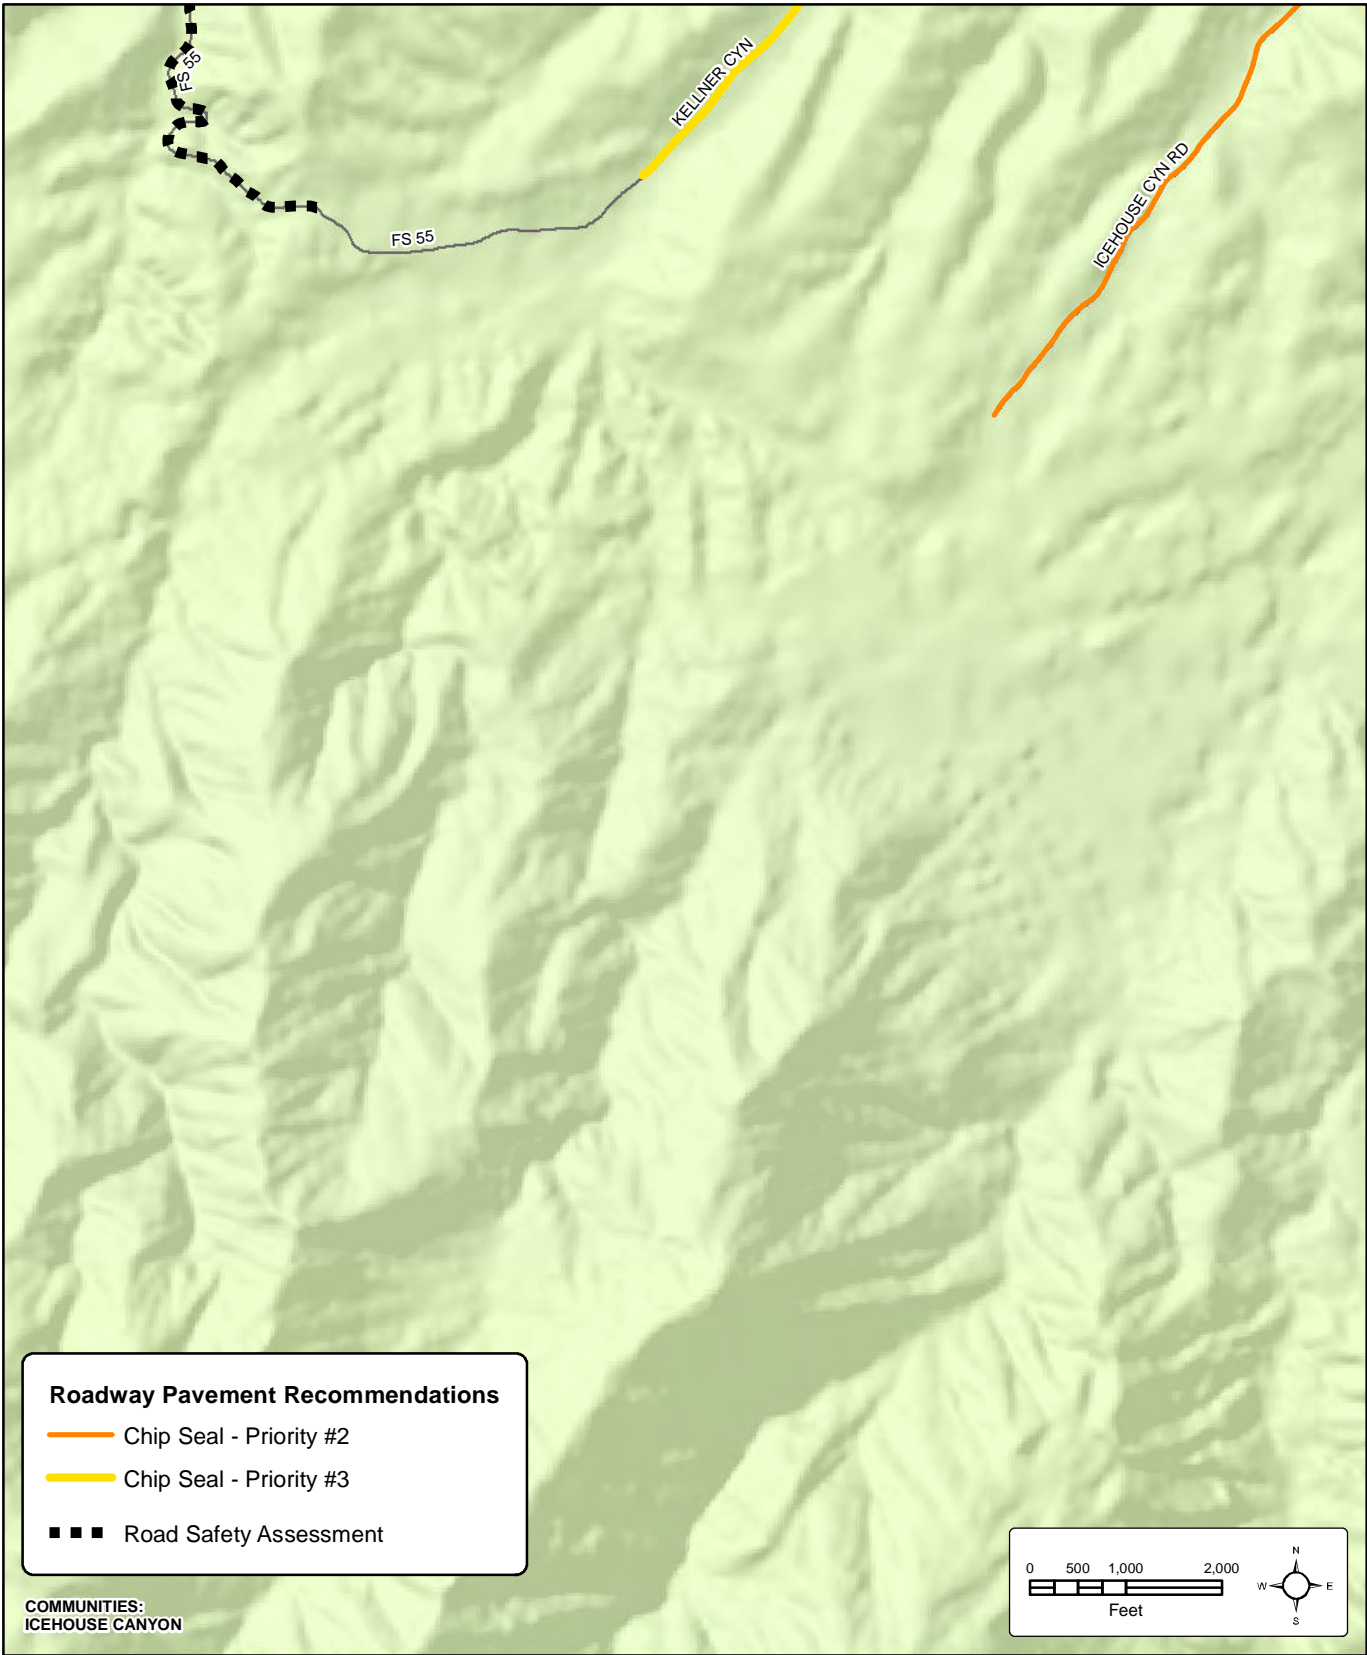 FS 55
KELLNER CYN
ICEHOUSE CYN RD
FS 55
Roadway Pavement Recommendations
Chip Seal - Priority #2
Chip Seal - Priority #3
Road Safety Assessment
COMMUNITIES:
ICEHOUSE CANYON
0 500 1,000 2,000
Feet
N
W E
S